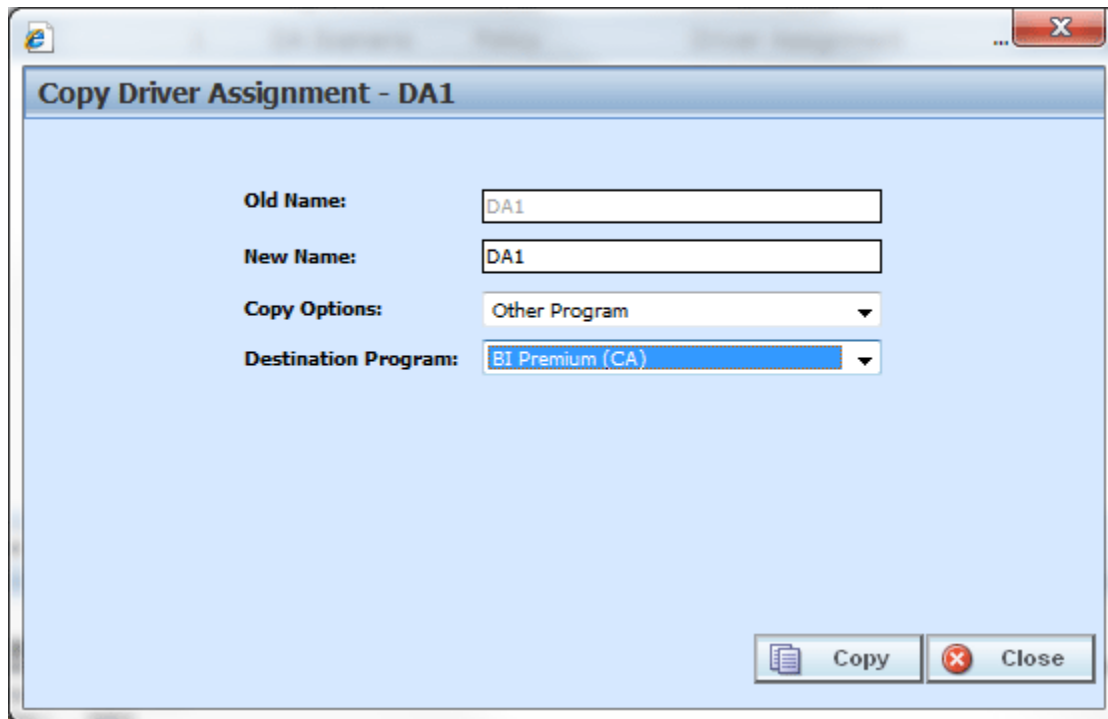 ...
Copy Driver Assignment - DA1
Old Name: DA1
New Name: DA1
Copy Options: Other Program
Destination Program: BI Premium (CA)
Copy Close